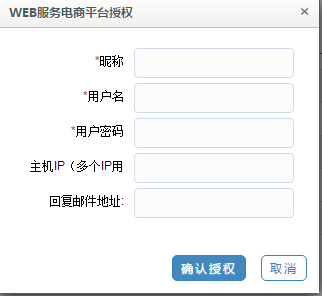 WEB服务电商平台授权 ×
*昵称
*用户名
*用户密码
主机IP（多个IP用
回复邮件地址:
确认授权 取消